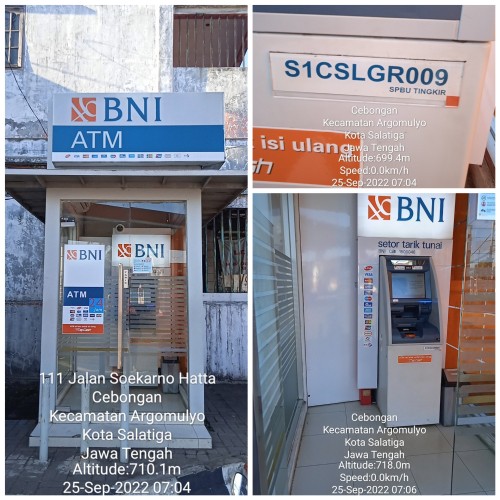 BNI
ATM
BNI
ATM
BNI
111 Jalan Soekarno Hatta
Cebongan
Kecamatan Argomulyo
Kota Salatiga
Jawa Tengah
Altitude:710.1m
25-Sep-2022 07:04
S1CSLGR009
SPBU TINGKIR
isi ulang
Cebongan
Kecamatan Argomulyo
Kota Salatiga
Jawa Tengah
Altitude:699.4m
Speed:0.0km/h
25-Sep-2022 07:04
BNI
setor tarik tunai
Cebongan
Kecamatan Argomulyo
Kota Salatiga
Jawa Tengah
Altitude:718.0m
Speed:0.0km/h
25-Sep-2022 07:06